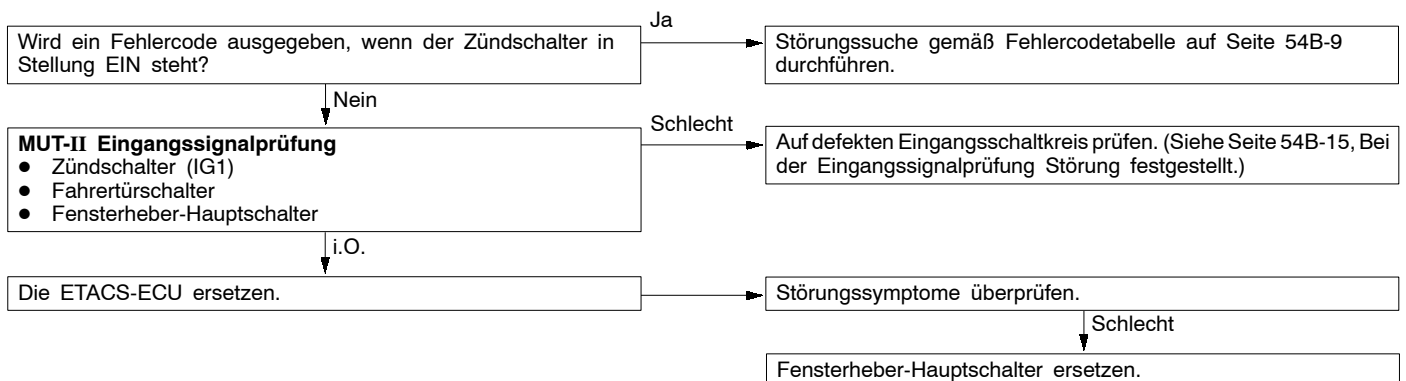 Ja
Wird ein Fehlercode ausgegeben, wenn der Zündschalter in
Stellung EIN steht?
Störungssuche gemäß Fehlercodetabelle auf Seite 54B-9
durchführen.
Nein
Schlecht
MUT-II Eingangssignalprüfung
● Zündschalter (IG1)
● Fahrertürschalter
● Fensterheber-Hauptschalter
Auf defekten Eingangsschaltkreis prüfen. (Siehe Seite 54B-15, Bei
der Eingangssignalprüfung Störung festgestellt.)
i.O.
Die ETACS-ECU ersetzen.
Störungssymptome überprüfen.
Schlecht
Fensterheber-Hauptschalter ersetzen.